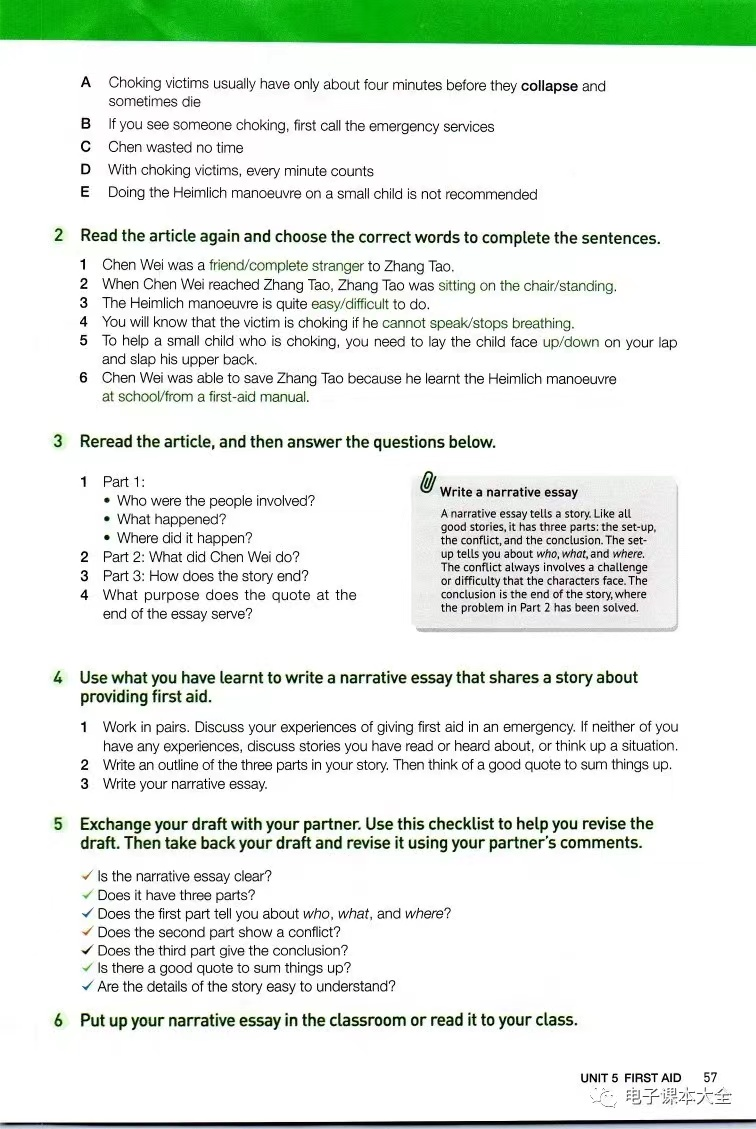 A Choking victims usually have only about four minutes before they collapse and
sometimes die
B If you see someone choking, first call the emergency services
C Chen wasted no time
D With choking victims, every minute counts
E Doing the Heimlich manoeuvre on a small child is not recommended
2 Read the article again and choose the correct words to complete the sentences.
1 Chen Wei was a friend/complete stranger to Zhang Tao.
2 When Chen Wei reached Zhang Tao, Zhang Tao was sitting on the chair/standing.
3 The Heimlich manoeuvre is quite easy/difficult to do.
4 You will know that the victim is choking if he cannot speak/stops breathing.
5 To help a small child who is choking, you need to lay the child face up/down on your lap
and slap his upper back.
6 Chen Wei was able to save Zhang Tao because he learnt the Heimlich manoeuvre
at school/from a first-aid manual.
3 Reread the article, and then answer the questions below.
1 Part 1:
• Who were the people involved?
• What happened?
• Where did it happen?
2 Part 2: What did Chen Wei do?
3 Part 3: How does the story end?
4 What purpose does the quote at the
end of the essay serve?
Write a narrative essay
A narrative essay tells a story. Like all
good stories, it has three parts: the set-up,
the conflict, and the conclusion. The set-
up tells you about who, what, and where.
The conflict always involves a challenge
or difficulty that the characters face. The
conclusion is the end of the story, where
the problem in Part 2 has been solved.
4 Use what you have learnt to write a narrative essay that shares a story about
providing first aid.
1 Work in pairs. Discuss your experiences of giving first aid in an emergency. If neither of you
have any experiences, discuss stories you have read or heard about, or think up a situation.
2 Write an outline of the three parts in your story. Then think of a good quote to sum things up.
3 Write your narrative essay.
5 Exchange your draft with your partner. Use this checklist to help you revise the
draft. Then take back your draft and revise it using your partner's comments.
✓ Is the narrative essay clear?
✓ Does it have three parts?
✓ Does the first part tell you about who, what, and where?
✓ Does the second part show a conflict?
✓ Does the third part give the conclusion?
✓ Is there a good quote to sum things up?
✓ Are the details of the story easy to understand?
6 Put up your narrative essay in the classroom or read it to your class.
UNIT 5 FIRST AID 57
电子课本大全